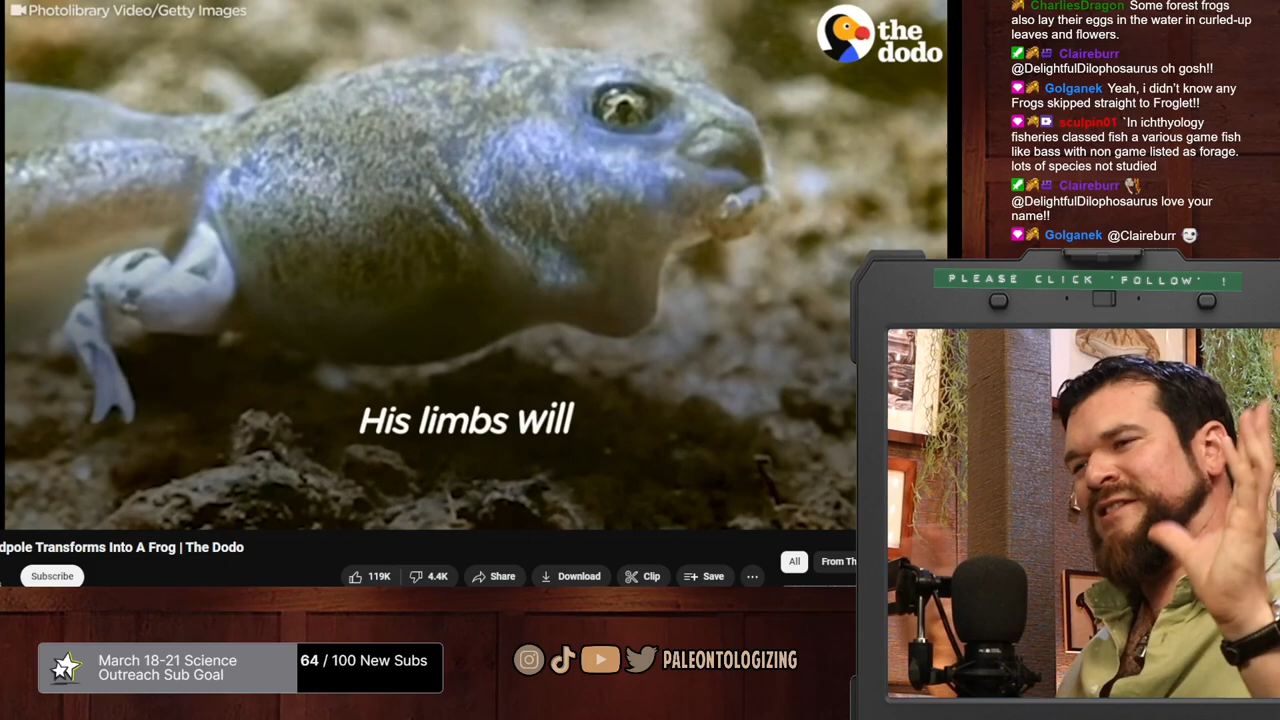 Photolibrary Video/Getty Images
the
dodo
His limbs will
dpole Transforms Into A Frog | The Dodo
Subscribe
119K
4.4K
Share
Download
Clip
Save
...
All
From Th
March 18-21 Science
Outreach Sub Goal
64 / 100 New Subs
PALEONTOLOGIZING
CharliesDragon Some forest frogs
also lay their eggs in the water in curled-up
leaves and flowers.
Claireburr
@DelightfulDilophosaurus oh gosh!!
Golganek Yeah, i didn't know any
Frogs skipped straight to Froglet!!
sculpin01 `In ichthyology
fisheries classed fish a various game fish
like bass with non game listed as forage.
lots of species not studied
Claireburr
@DelightfulDilophosaurus love your
name!!
Golganek @Claireburr
PLEASE CLICK 'FOLLOW' !